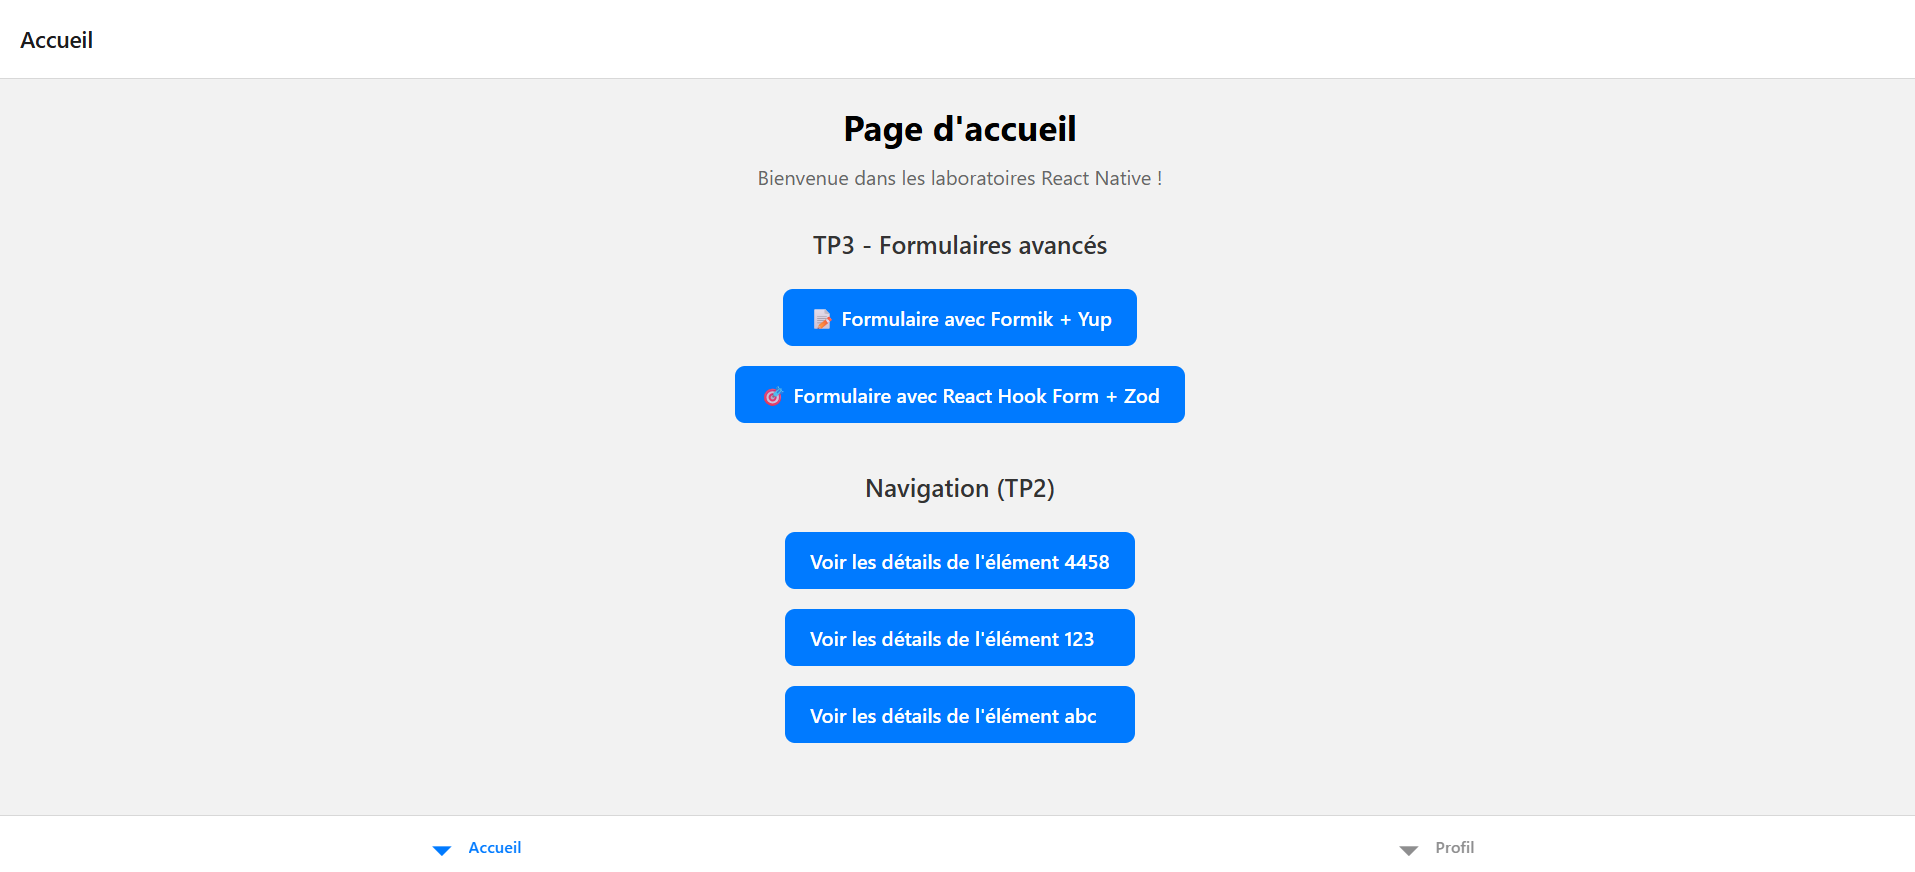 Accueil
Page d'accueil
Bienvenue dans les laboratoires React Native !
TP3 - Formulaires avancés
📝 Formulaire avec Formik + Yup
🎯 Formulaire avec React Hook Form + Zod
Navigation (TP2)
Voir les détails de l'élément 4458
Voir les détails de l'élément 123
Voir les détails de l'élément abc
Accueil
Profil